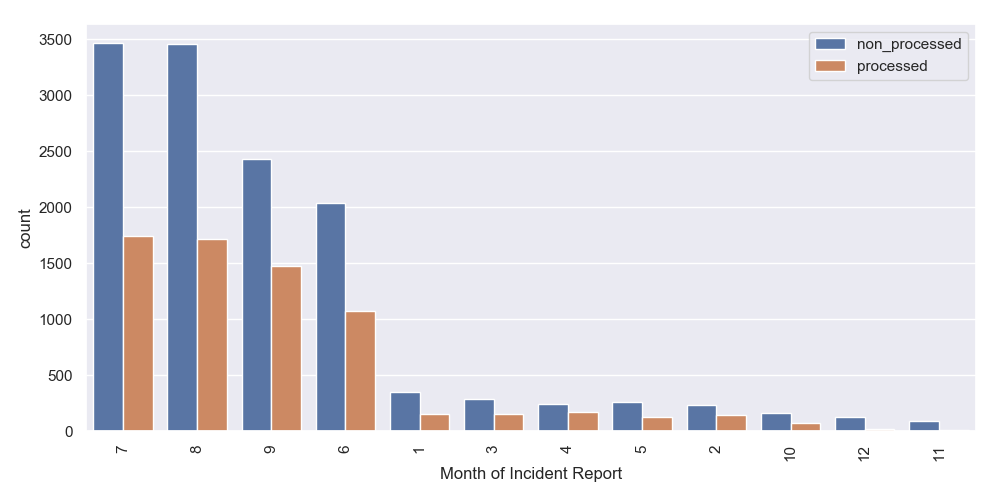 non_processed
processed
3500
3000
2500
2000
1500
1000
500
0
count
7 8 9 6 1 3 4 5 2 10 12 11
Month of Incident Report